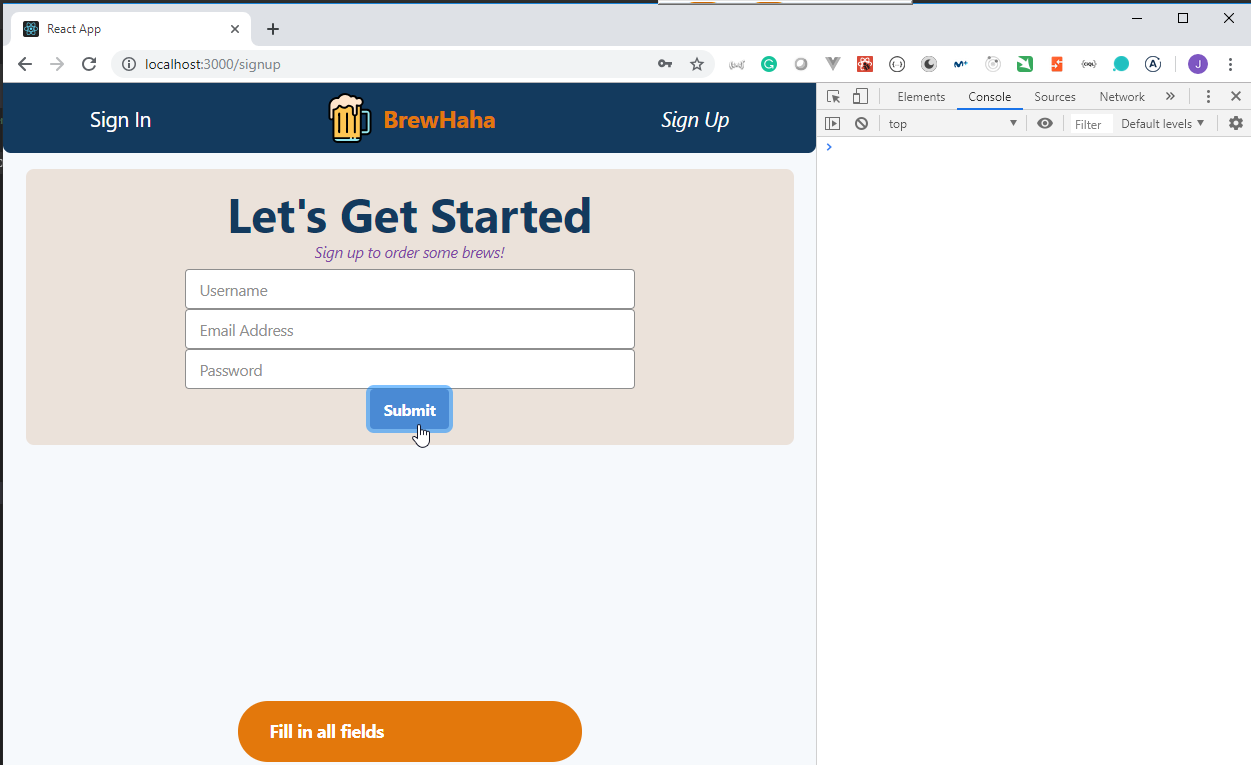 React App
localhost:3000/signup
Elements Console Sources Network
top Filter Default levels
Sign In BrewHaha Sign Up
Let's Get Started
Sign up to order some brews!
Username
Email Address
Password
Submit
Fill in all fields